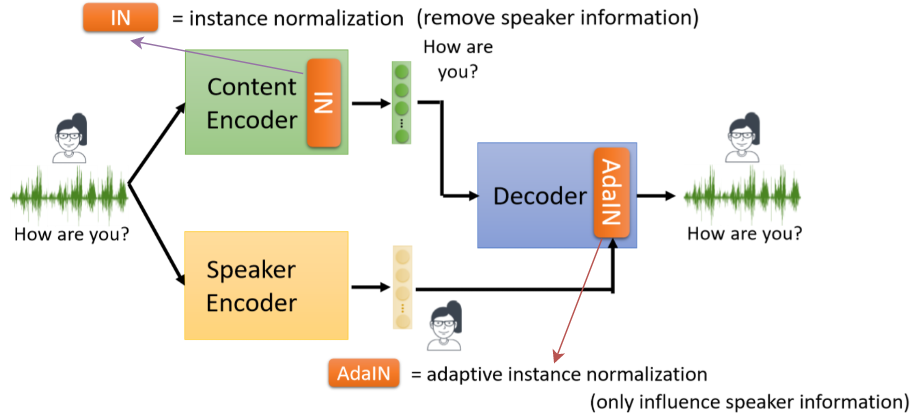 IN = instance normalization (remove speaker information)
How are
you?
Content
Encoder
IN
How are you?
Decoder
AdaIN
How are you?
Speaker
Encoder
AdaIN = adaptive instance normalization
(only influence speaker information)